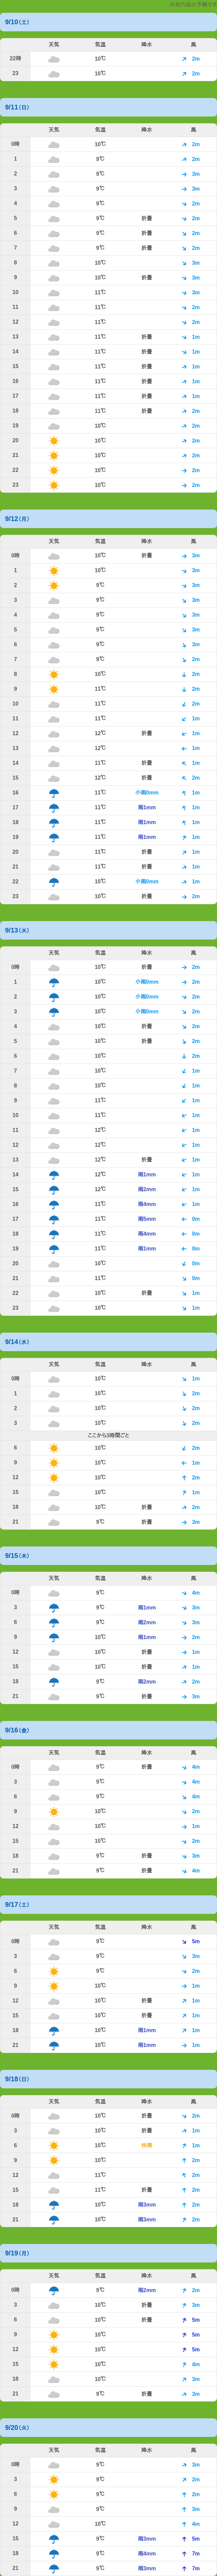 9/10(土)
天気 気温 降水 風
22時 10℃ 2m
23 10℃ 2m
9/11(日)
天気 気温 降水 風
0時 10℃ 2m
1 9℃ 2m
2 9℃ 3m
3 9℃ 3m
4 9℃ 2m
5 9℃ 折畳 2m
6 9℃ 折畳 2m
7 9℃ 折畳 2m
8 10℃ 3m
9 10℃ 折畳 3m
10 11℃ 3m
11 11℃ 2m
12 11℃ 2m
13 11℃ 折畳 1m
14 11℃ 折畳 1m
15 11℃ 折畳 1m
16 11℃ 折畳 1m
17 11℃ 折畳 1m
18 11℃ 折畳 2m
19 10℃ 2m
20 10℃ 2m
21 10℃ 2m
22 10℃ 2m
23 10℃ 2m
9/12(月)
天気 気温 降水 風
0時 10℃ 折畳 3m
1 10℃ 3m
2 9℃ 3m
3 9℃ 3m
4 9℃ 3m
5 9℃ 3m
6 9℃ 3m
7 9℃ 2m
8 10℃ 2m
9 11℃ 2m
10 11℃ 2m
11 11℃ 1m
12 12℃ 折畳 1m
13 12℃ 1m
14 11℃ 折畳 1m
15 12℃ 折畳 2m
16 11℃ 小雨0mm 1m
17 11℃ 雨1mm 1m
18 11℃ 雨1mm 1m
19 11℃ 雨1mm 1m
20 11℃ 折畳 1m
21 11℃ 折畳 1m
22 10℃ 小雨0mm 1m
23 10℃ 折畳 2m
9/13(火)
天気 気温 降水 風
0時 10℃ 折畳 2m
1 10℃ 小雨0mm 2m
2 10℃ 小雨0mm 2m
3 10℃ 小雨0mm 2m
4 10℃ 折畳 2m
5 10℃ 折畳 2m
6 10℃ 2m
7 10℃ 1m
8 10℃ 1m
9 11℃ 1m
10 11℃ 1m
11 12℃ 1m
12 12℃ 1m
13 12℃ 折畳 1m
14 12℃ 雨1mm 1m
15 12℃ 雨2mm 1m
16 11℃ 雨4mm 1m
17 11℃ 雨5mm 0m
18 11℃ 雨4mm 0m
19 11℃ 雨1mm 0m
20 10℃ 0m
21 11℃ 0m
22 10℃ 折畳 1m
23 10℃ 1m
9/14(水)
天気 気温 降水 風
0時 10℃ 1m
1 10℃ 2m
2 10℃ 2m
3 10℃ 2m
ここから3時間ごと
6 10℃ 2m
9 10℃ 1m
12 10℃ 2m
15 10℃ 1m
18 10℃ 折畳 2m
21 9℃ 折畳 3m
9/15(木)
天気 気温 降水 風
0時 9℃ 4m
3 9℃ 雨1mm 3m
6 9℃ 雨2mm 3m
9 10℃ 雨1mm 2m
12 10℃ 折畳 1m
15 10℃ 折畳 1m
18 9℃ 雨2mm 2m
21 9℃ 折畳 3m
9/16(金)
天気 気温 降水 風
0時 9℃ 折畳 4m
3 9℃ 4m
6 9℃ 4m
9 10℃ 2m
12 10℃ 1m
15 10℃ 2m
18 9℃ 折畳 3m
21 9℃ 折畳 4m
9/17(土)
天気 気温 降水 風
0時 9℃ 5m
3 9℃ 3m
6 9℃ 2m
9 10℃ 1m
12 10℃ 折畳 1m
15 10℃ 折畳 1m
18 10℃ 雨1mm 1m
21 10℃ 雨1mm 1m
9/18(日)
天気 気温 降水 風
0時 10℃ 折畳 2m
3 10℃ 折畳 1m
6 10℃ 快晴 1m
9 10℃ 2m
12 11℃ 2m
15 11℃ 折畳 2m
18 10℃ 雨3mm 2m
21 10℃ 雨3mm 2m
9/19(月)
天気 気温 降水 風
0時 9℃ 雨2mm 2m
3 10℃ 折畳 3m
6 10℃ 折畳 5m
9 10℃ 5m
12 10℃ 5m
15 10℃ 4m
18 10℃ 3m
21 9℃ 折畳 3m
9/20(火)
天気 気温 降水 風
0時 9℃ 3m
3 9℃ 2m
6 9℃ 2m
9 9℃ 3m
12 10℃ 4m
15 9℃ 雨3mm 5m
18 9℃ 雨4mm 7m
21 9℃ 雨3mm 7m